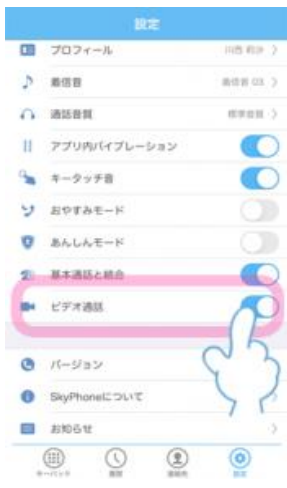 設定
プロフィール
着信音 着信音 03
通話音質 標準音質
アプリ内バイブレーション
キータッチ音
おやすみモード
あんしんモード
基本通話と統合
ビデオ通話
バージョン
SkyPhoneについて
お知らせ
キーパッド 履歴 連絡先 設定